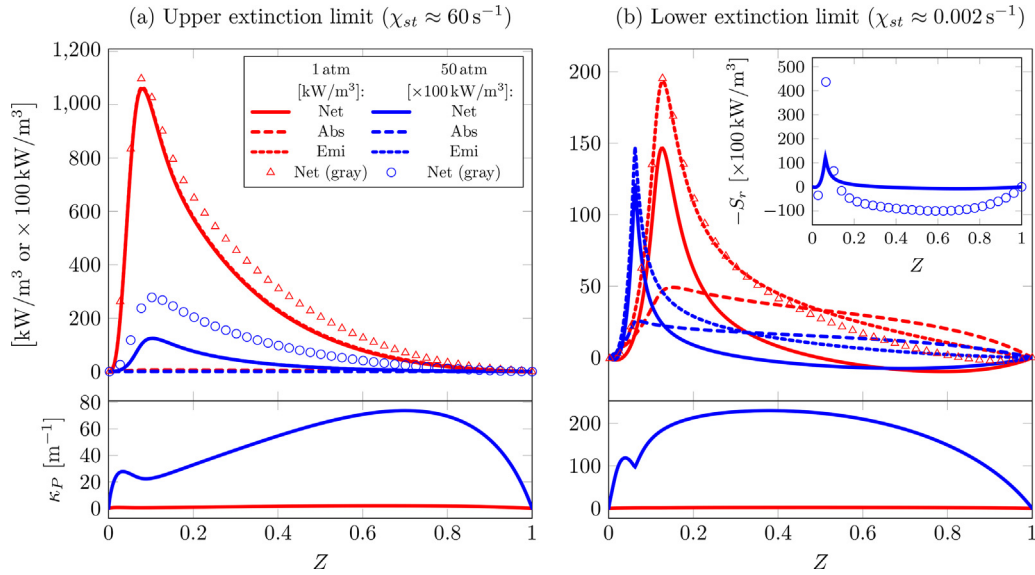 (a) Upper extinction limit (χst ≈ 60 s⁻¹)
(b) Lower extinction limit (χst ≈ 0.002 s⁻¹)
[kW/m³ or × 100 kW/m³]
1,200
1,000
800
600
400
200
0
1 atm 50 atm
[kW/m³]: [×100 kW/m³]:
Net Net
Abs Abs
Emi Emi
Net (gray) Net (gray)
κP [m⁻¹]
80
60
40
20
0
0 0.2 0.4 0.6 0.8 1
Z
200
150
100
50
0
−Sr [×100 kW/m³]
500
400
300
200
100
0
−100
0 0.2 0.4 0.6 0.8 1
Z
200
100
0
0 0.2 0.4 0.6 0.8 1
Z